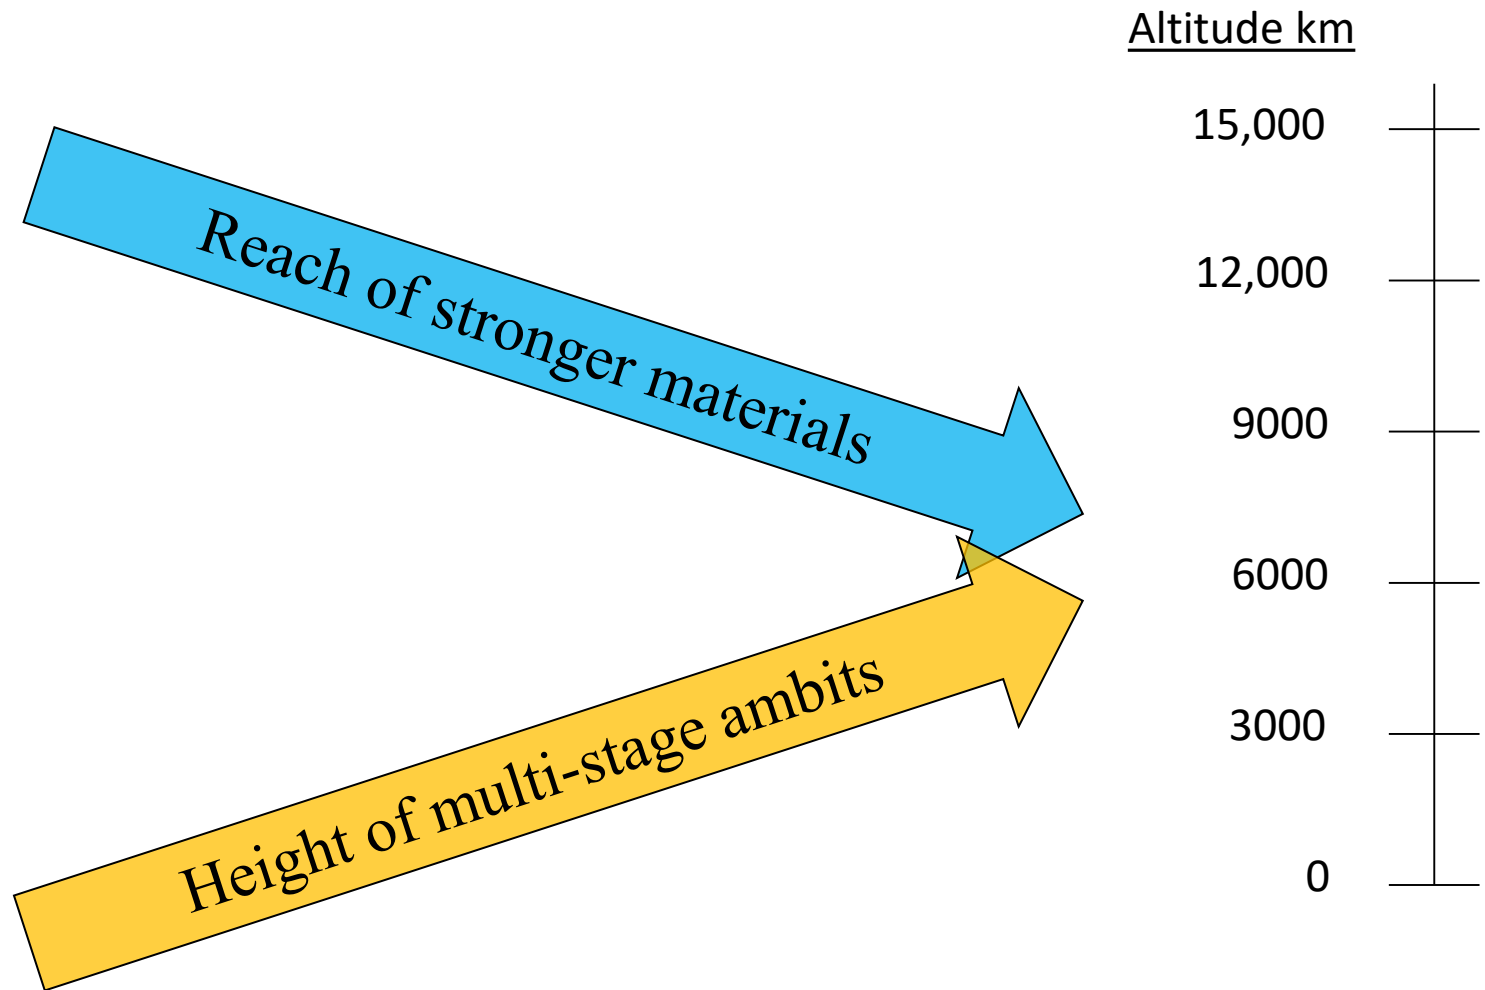 Altitude km
15,000
Reach of stronger materials
12,000
9000
6000
Height of multi-stage ambits
3000
0